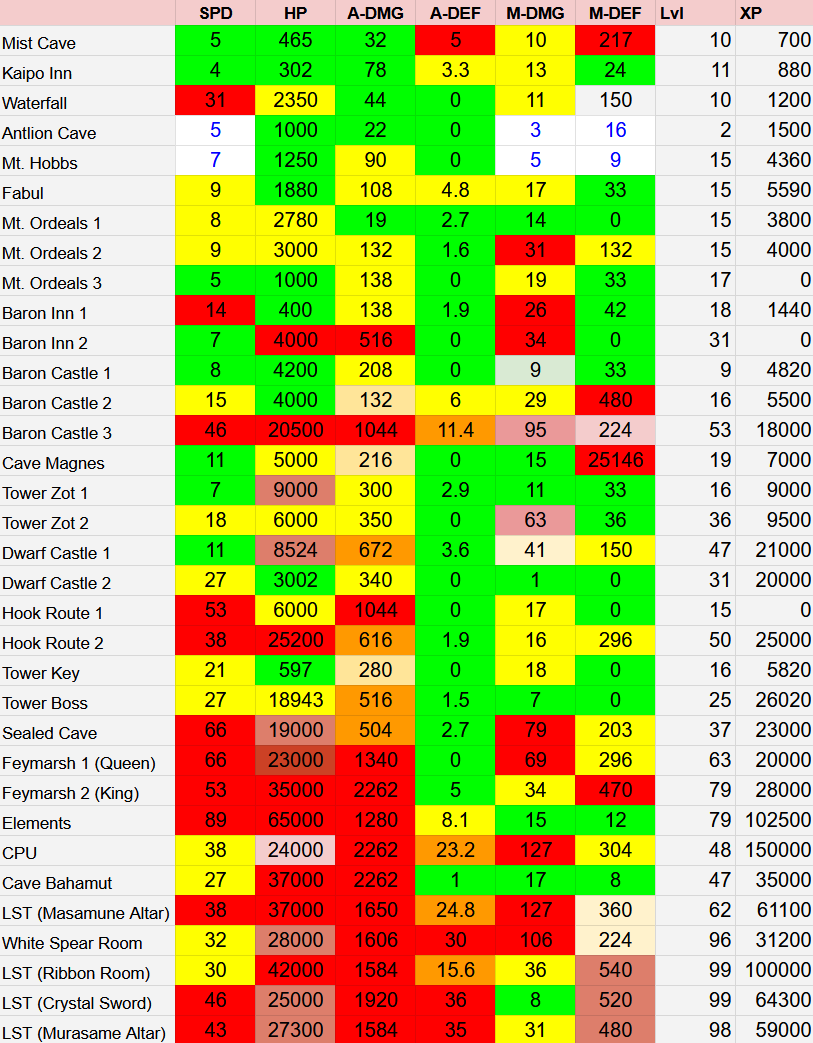 SPD HP A-DMG A-DEF M-DMG M-DEF Lvl XP
Mist Cave 5 465 32 5 10 217 10 700
Kaipo Inn 4 302 78 3.3 13 24 11 880
Waterfall 31 2350 44 0 11 150 10 1200
Antlion Cave 5 1000 22 0 3 16 2 1500
Mt. Hobbs 7 1250 90 0 5 9 15 4360
Fabul 9 1880 108 4.8 17 33 15 5590
Mt. Ordeals 1 8 2780 19 2.7 14 0 15 3800
Mt. Ordeals 2 9 3000 132 1.6 31 132 15 4000
Mt. Ordeals 3 5 1000 138 0 19 33 17 0
Baron Inn 1 14 400 138 1.9 26 42 18 1440
Baron Inn 2 7 4000 516 0 34 0 31 0
Baron Castle 1 8 4200 208 0 9 33 9 4820
Baron Castle 2 15 4000 132 6 29 480 16 5500
Baron Castle 3 46 20500 1044 11.4 95 224 53 18000
Cave Magnes 11 5000 216 0 15 25146 19 7000
Tower Zot 1 7 9000 300 2.9 11 33 16 9000
Tower Zot 2 18 6000 350 0 63 36 36 9500
Dwarf Castle 1 11 8524 672 3.6 41 150 47 21000
Dwarf Castle 2 27 3002 340 0 1 0 31 20000
Hook Route 1 53 6000 1044 0 17 0 15 0
Hook Route 2 38 25200 616 1.9 16 296 50 25000
Tower Key 21 597 280 0 18 0 16 5820
Tower Boss 27 18943 516 1.5 7 0 25 26020
Sealed Cave 66 19000 504 2.7 79 203 37 23000
Feymarsh 1 (Queen) 66 23000 1340 0 69 296 63 20000
Feymarsh 2 (King) 53 35000 2262 5 34 470 79 28000
Elements 89 65000 1280 8.1 15 12 79 102500
CPU 38 24000 2262 23.2 127 304 48 150000
Cave Bahamut 27 37000 2262 1 17 8 47 35000
LST (Masamune Altar) 38 37000 1650 24.8 127 360 62 61100
White Spear Room 32 28000 1606 30 106 224 96 31200
LST (Ribbon Room) 30 42000 1584 15.6 36 540 99 100000
LST (Crystal Sword) 46 25000 1920 36 8 520 99 64300
LST (Murasame Altar) 43 27300 1584 35 31 480 98 59000